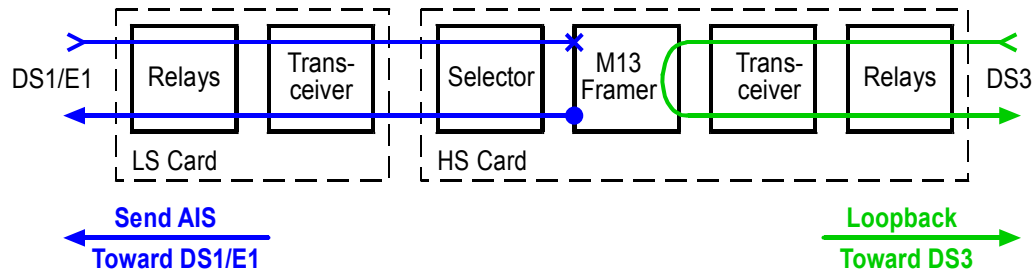 DS1/E1
Relays
Trans-
ceiver
LS Card
Selector
M13
Framer
Trans-
ceiver
Relays
HS Card
DS3
Send AIS
Toward DS1/E1
Loopback
Toward DS3